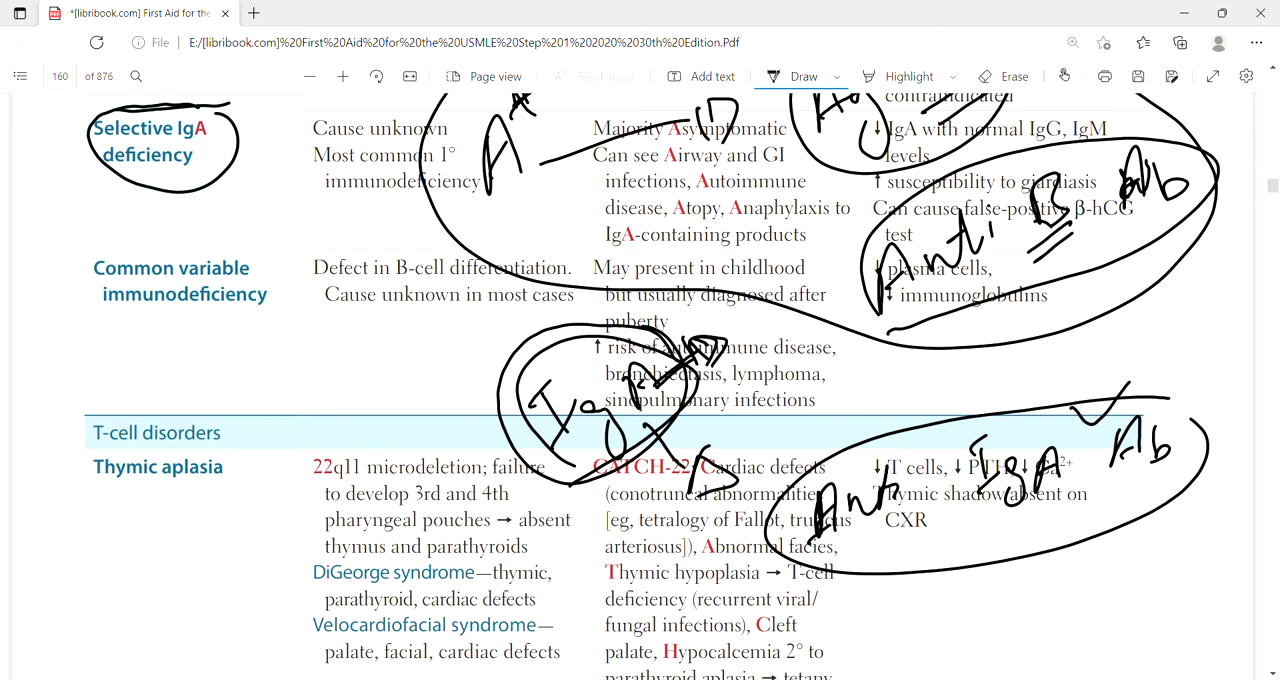 *[libribook.com] First Aid for the
File
E:/[libribook.com]%20First%20Aid%20for%20the%20USMLE%20Step%201%202020%2030th%20Edition.Pdf
160 of 876
Page view
Read aloud
Add text
Draw
Highlight
Erase
contraindicated
Selective IgA
deficiency
Cause unknown
Most common 1°
immunodeficiency
Majority Asymptomatic
Can see Airway and GI
infections, Autoimmune
disease, Atopy, Anaphylaxis to
IgA-containing products
↓ IgA with normal IgG, IgM
levels
↑ susceptibility to giardiasis
Can cause false-positive β-hCG
test
Anti B Ab
Common variable
immunodeficiency
Defect in B-cell differentiation.
Cause unknown in most cases
May present in childhood
but usually diagnosed after
puberty
↑ risk of autoimmune disease,
bronchiectasis, lymphoma,
sinopulmonary infections
↓ plasma cells,
↓ immunoglobulins
IgA
Anti IgA Ab
T-cell disorders
Thymic aplasia
22q11 microdeletion; failure
to develop 3rd and 4th
pharyngeal pouches → absent
thymus and parathyroids
DiGeorge syndrome—thymic,
parathyroid, cardiac defects
Velocardiofacial syndrome—
palate, facial, cardiac defects
CATCH-22: Cardiac defects
(conotruncal abnormalities
[eg, tetralogy of Fallot, truncus
arteriosus]), Abnormal facies,
Thymic hypoplasia → T-cell
deficiency (recurrent viral/
fungal infections), Cleft
palate, Hypocalcemia 2° to
parathyroid aplasia → tetany
↓ T cells, ↓ PTH, ↓ Ca2+
Thymic shadow absent on
CXR